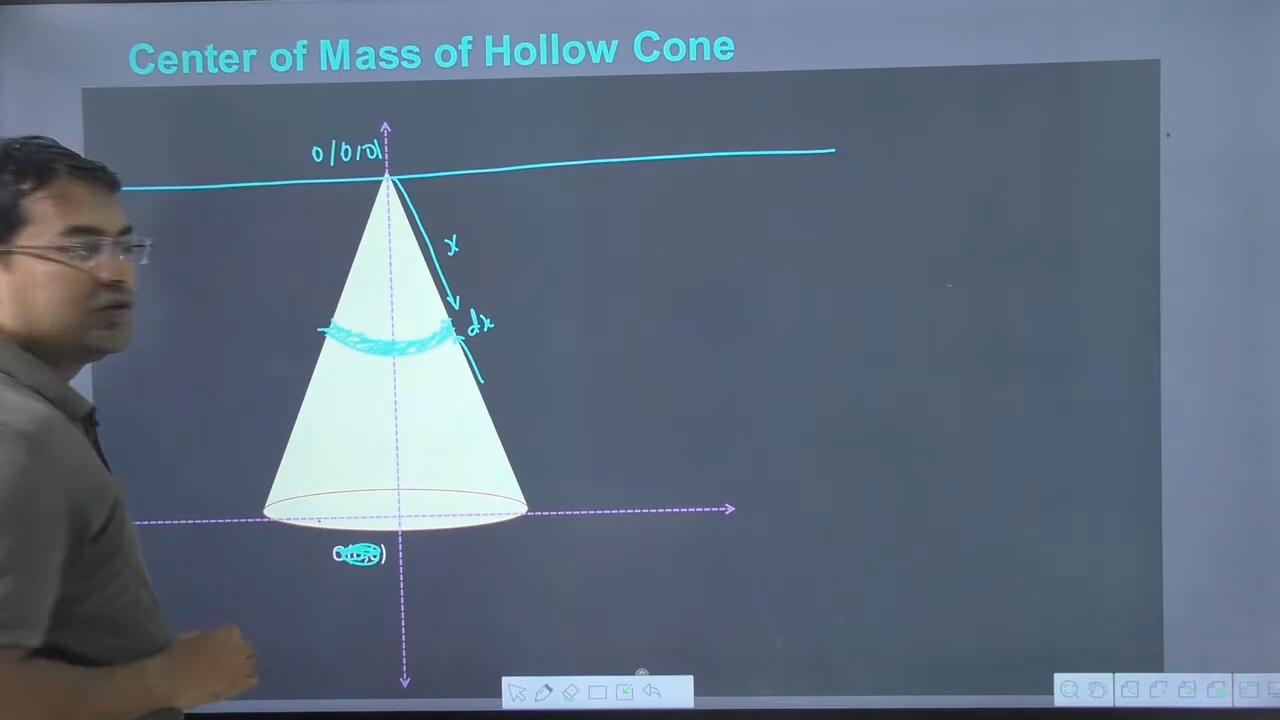 Center of Mass of Hollow Cone
0(0,0)
x
dx